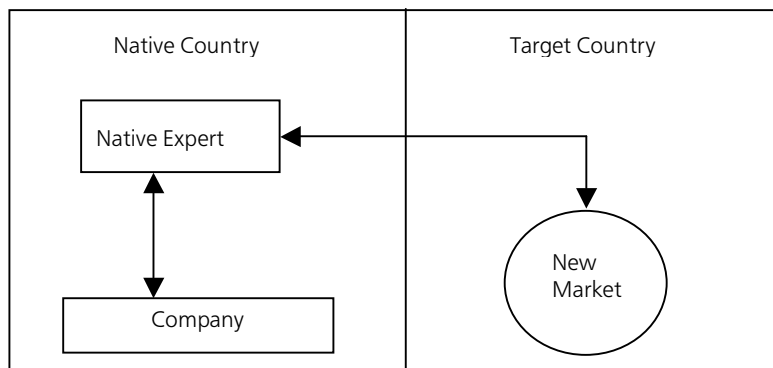 Native Country
Target Country
Native Expert
Company
New
Market